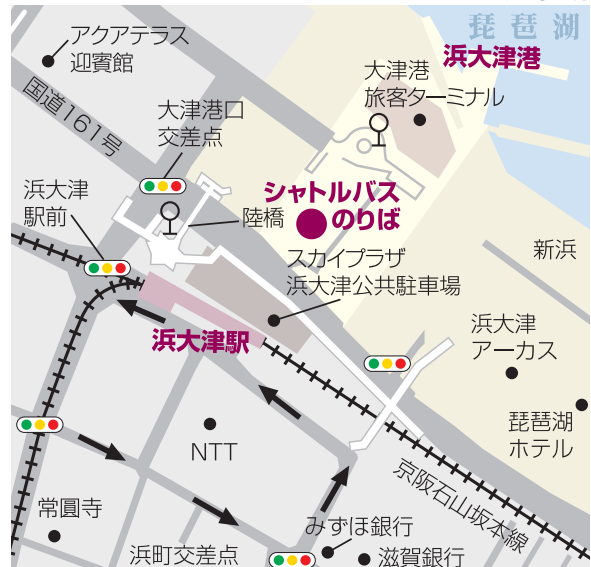 琵琶湖
アクアテラス
迎賓館
浜大津港
大津港
旅客ターミナル
国道161号
大津港口
交差点
浜大津
駅前
シャトルバス
のりば
陸橋
新浜
スカイプラザ
浜大津公共駐車場
浜大津駅
浜大津
アーカス
琵琶湖
ホテル
NTT
京阪石山坂本線
常圓寺
みずほ銀行
浜町交差点
滋賀銀行